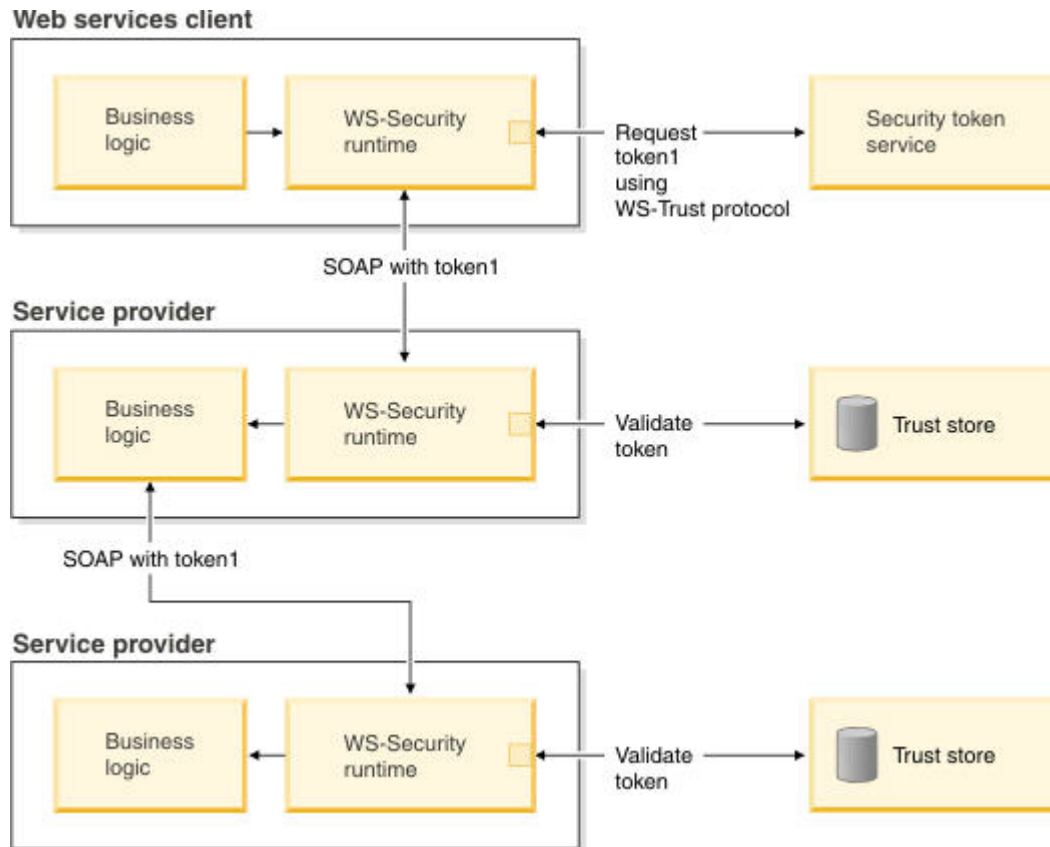 Web services client
Business
logic
WS-Security
runtime
Request
token1
using
WS-Trust protocol
Security token
service
SOAP with token1
Service provider
Business
logic
WS-Security
runtime
Validate
token
Trust store
SOAP with token1
Service provider
Business
logic
WS-Security
runtime
Validate
token
Trust store